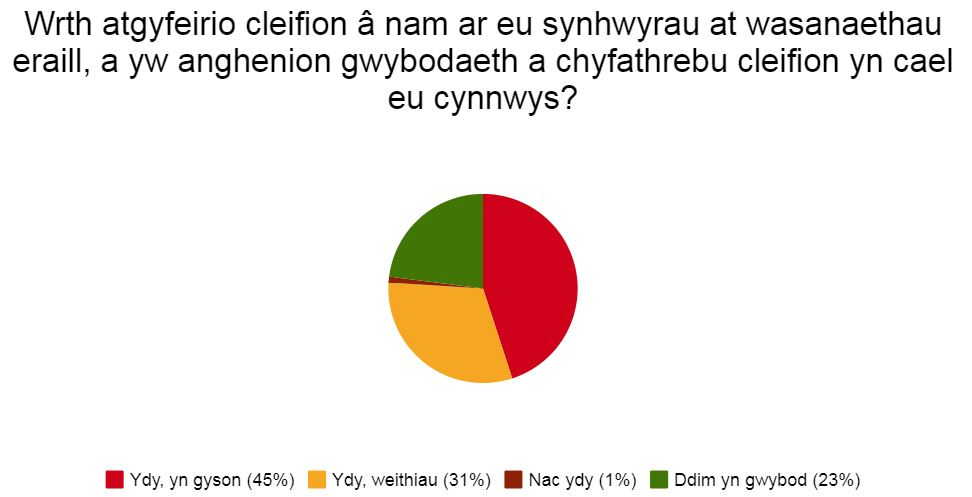 Wrth atgyfeirio cleifion â nam ar eu synhwyrau at wasanaethau
eraill, a yw anghenion gwybodaeth a chyfathrebu cleifion yn cael
eu cynnwys?
Ydy, yn gyson (45%) Ydy, weithiau (31%) Nac ydy (1%) Ddim yn gwybod (23%)